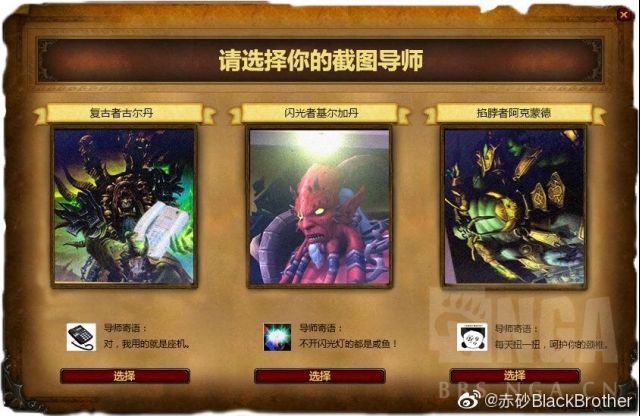 请选择你的截图导师
复古者古尔丹
闪光者基尔加丹
掐脖者阿克蒙德
导师寄语：
对，我用的就是座机。
导师寄语：
不开闪光灯的都是咸鱼！
导师寄语：
每天扭一扭，呵护你的颈椎。
选择
选择
选择
NGA
BBS.NGA.CN
@赤砂BlackBrother